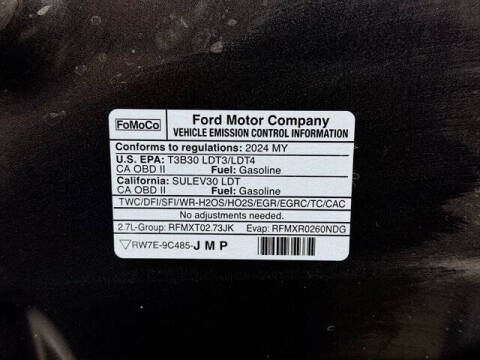 FoMoCo
Ford Motor Company
VEHICLE EMISSION CONTROL INFORMATION
Conforms to regulations: 2024 MY
U.S. EPA: T3B30 LDT3/LDT4
CA OBD II Fuel: Gasoline
California: SULEV30 LDT
CA OBD II Fuel: Gasoline
TWC/DFI/SFI/WR-H2OS/HO2S/EGR/EGRC/TC/CAC
No adjustments needed.
2.7L-Group: RFMXT02.73JK Evap: RFMXR0260NDG
RW7E-9C485-JMP